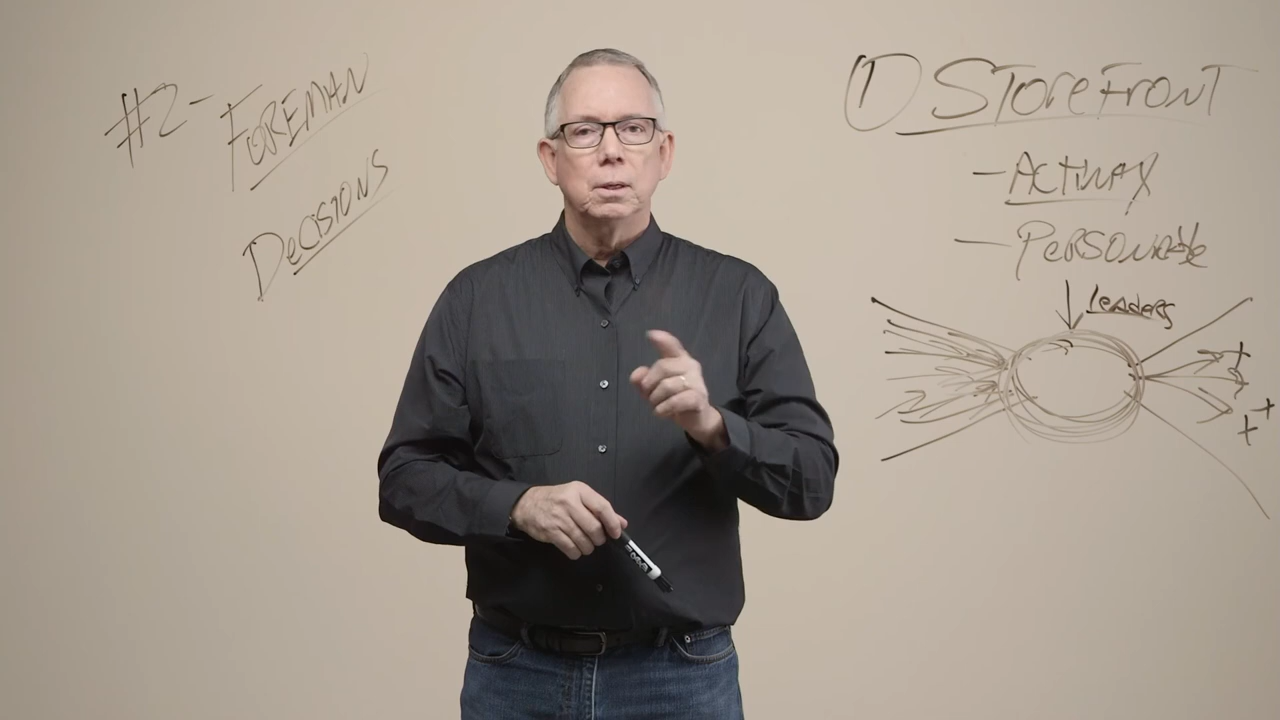 #2- FOREMAN
DeCISIONS
① STOreFronT
- 
— PeRSONABle
Leaders